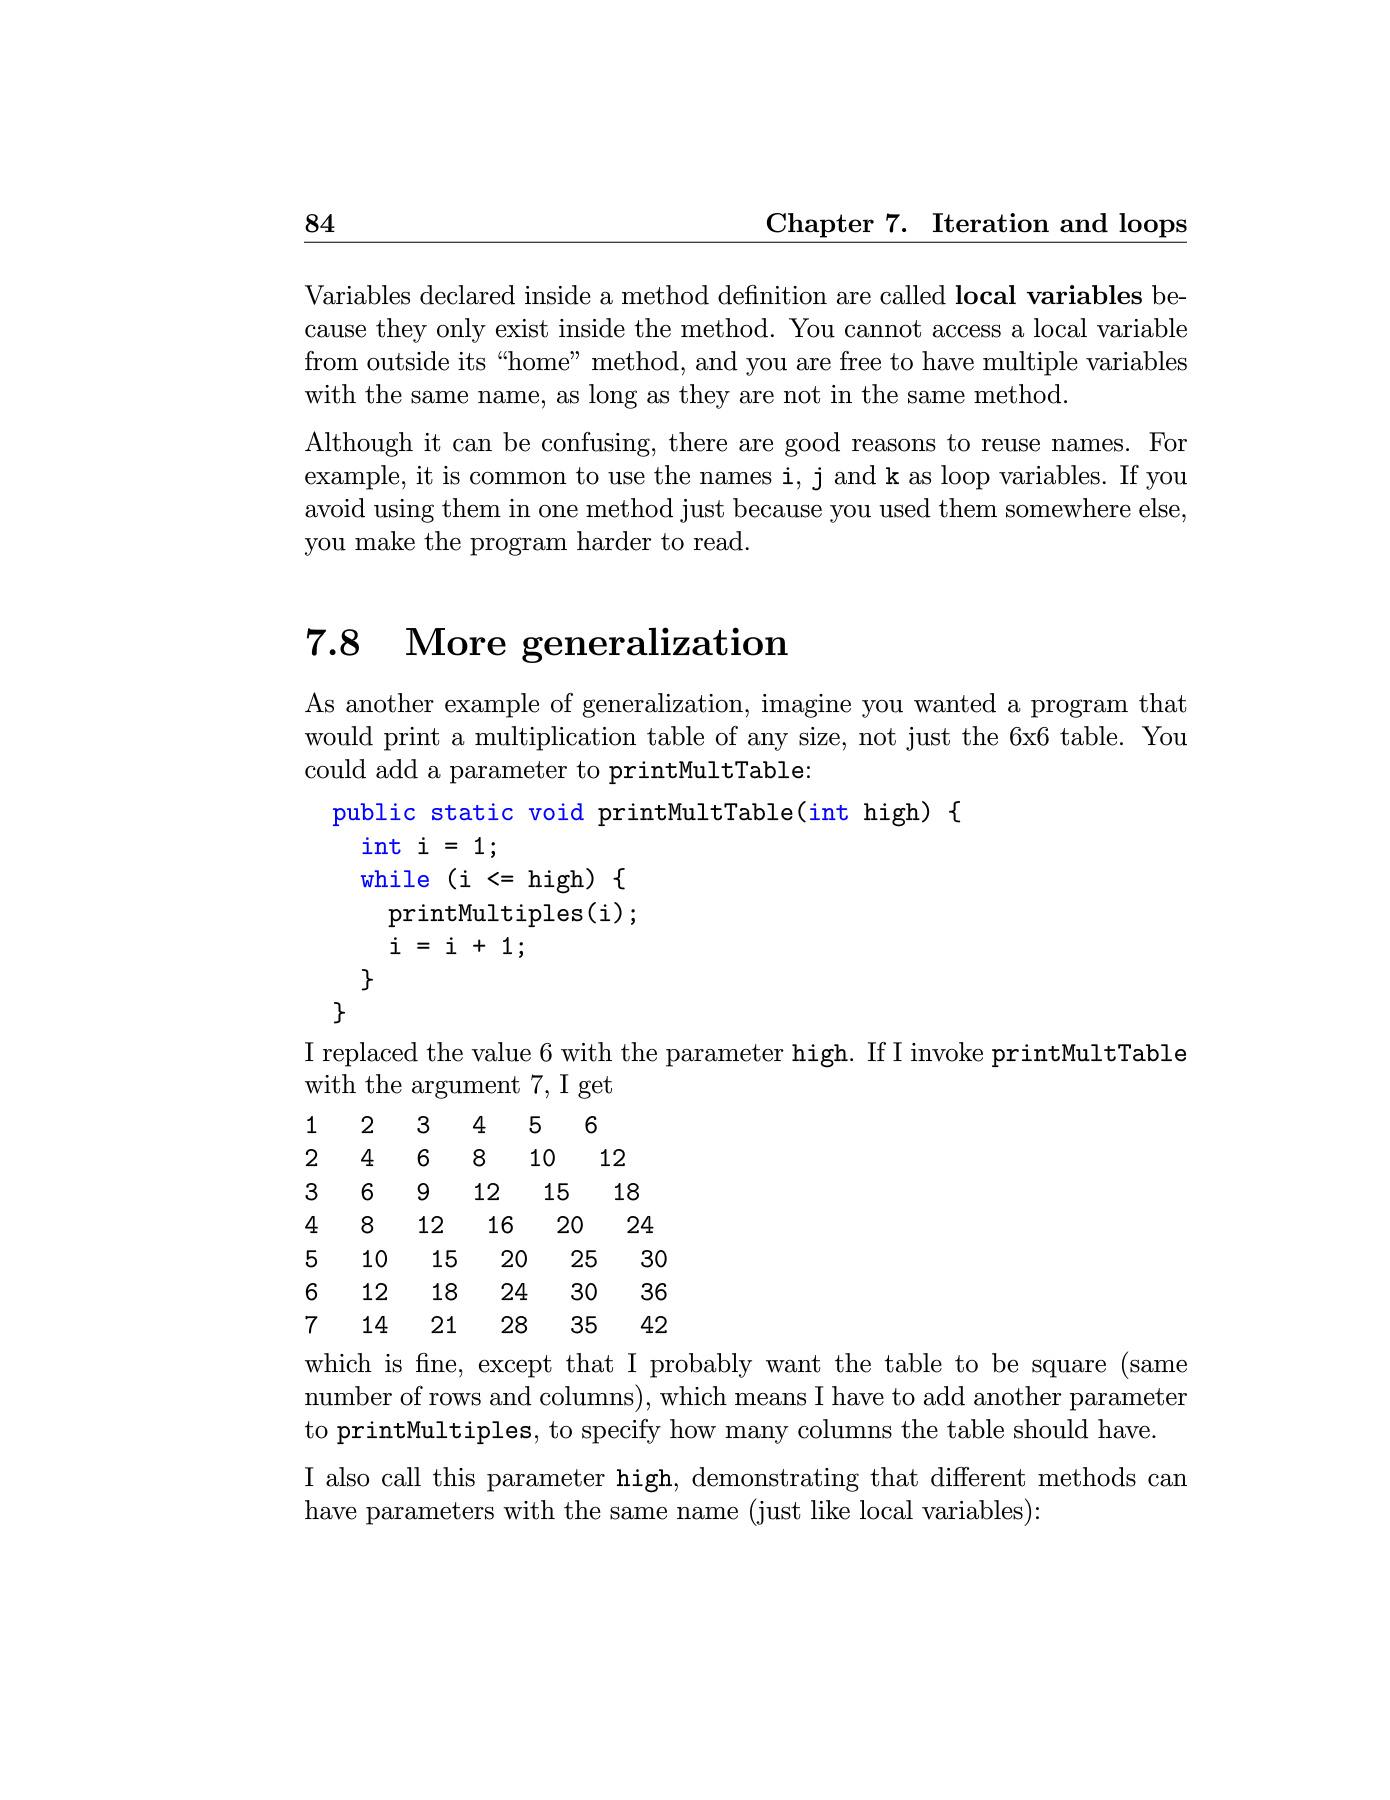 84 Chapter 7. Iteration and loops
Variables declared inside a method definition are called local variables be-
cause they only exist inside the method. You cannot access a local variable
from outside its “home” method, and you are free to have multiple variables
with the same name, as long as they are not in the same method.
Although it can be confusing, there are good reasons to reuse names. For
example, it is common to use the names i, j and k as loop variables. If you
avoid using them in one method just because you used them somewhere else,
you make the program harder to read.
7.8 More generalization
As another example of generalization, imagine you wanted a program that
would print a multiplication table of any size, not just the 6x6 table. You
could add a parameter to printMultTable:
public static void printMultTable(int high) {
int i = 1;
while (i <= high) {
printMultiples(i);
i = i + 1;
}
}
I replaced the value 6 with the parameter high. If I invoke printMultTable
with the argument 7, I get
1 2 3 4 5 6
2 4 6 8 10 12
3 6 9 12 15 18
4 8 12 16 20 24
5 10 15 20 25 30
6 12 18 24 30 36
7 14 21 28 35 42
which is fine, except that I probably want the table to be square (same
number of rows and columns), which means I have to add another parameter
to printMultiples, to specify how many columns the table should have.
I also call this parameter high, demonstrating that different methods can
have parameters with the same name (just like local variables):